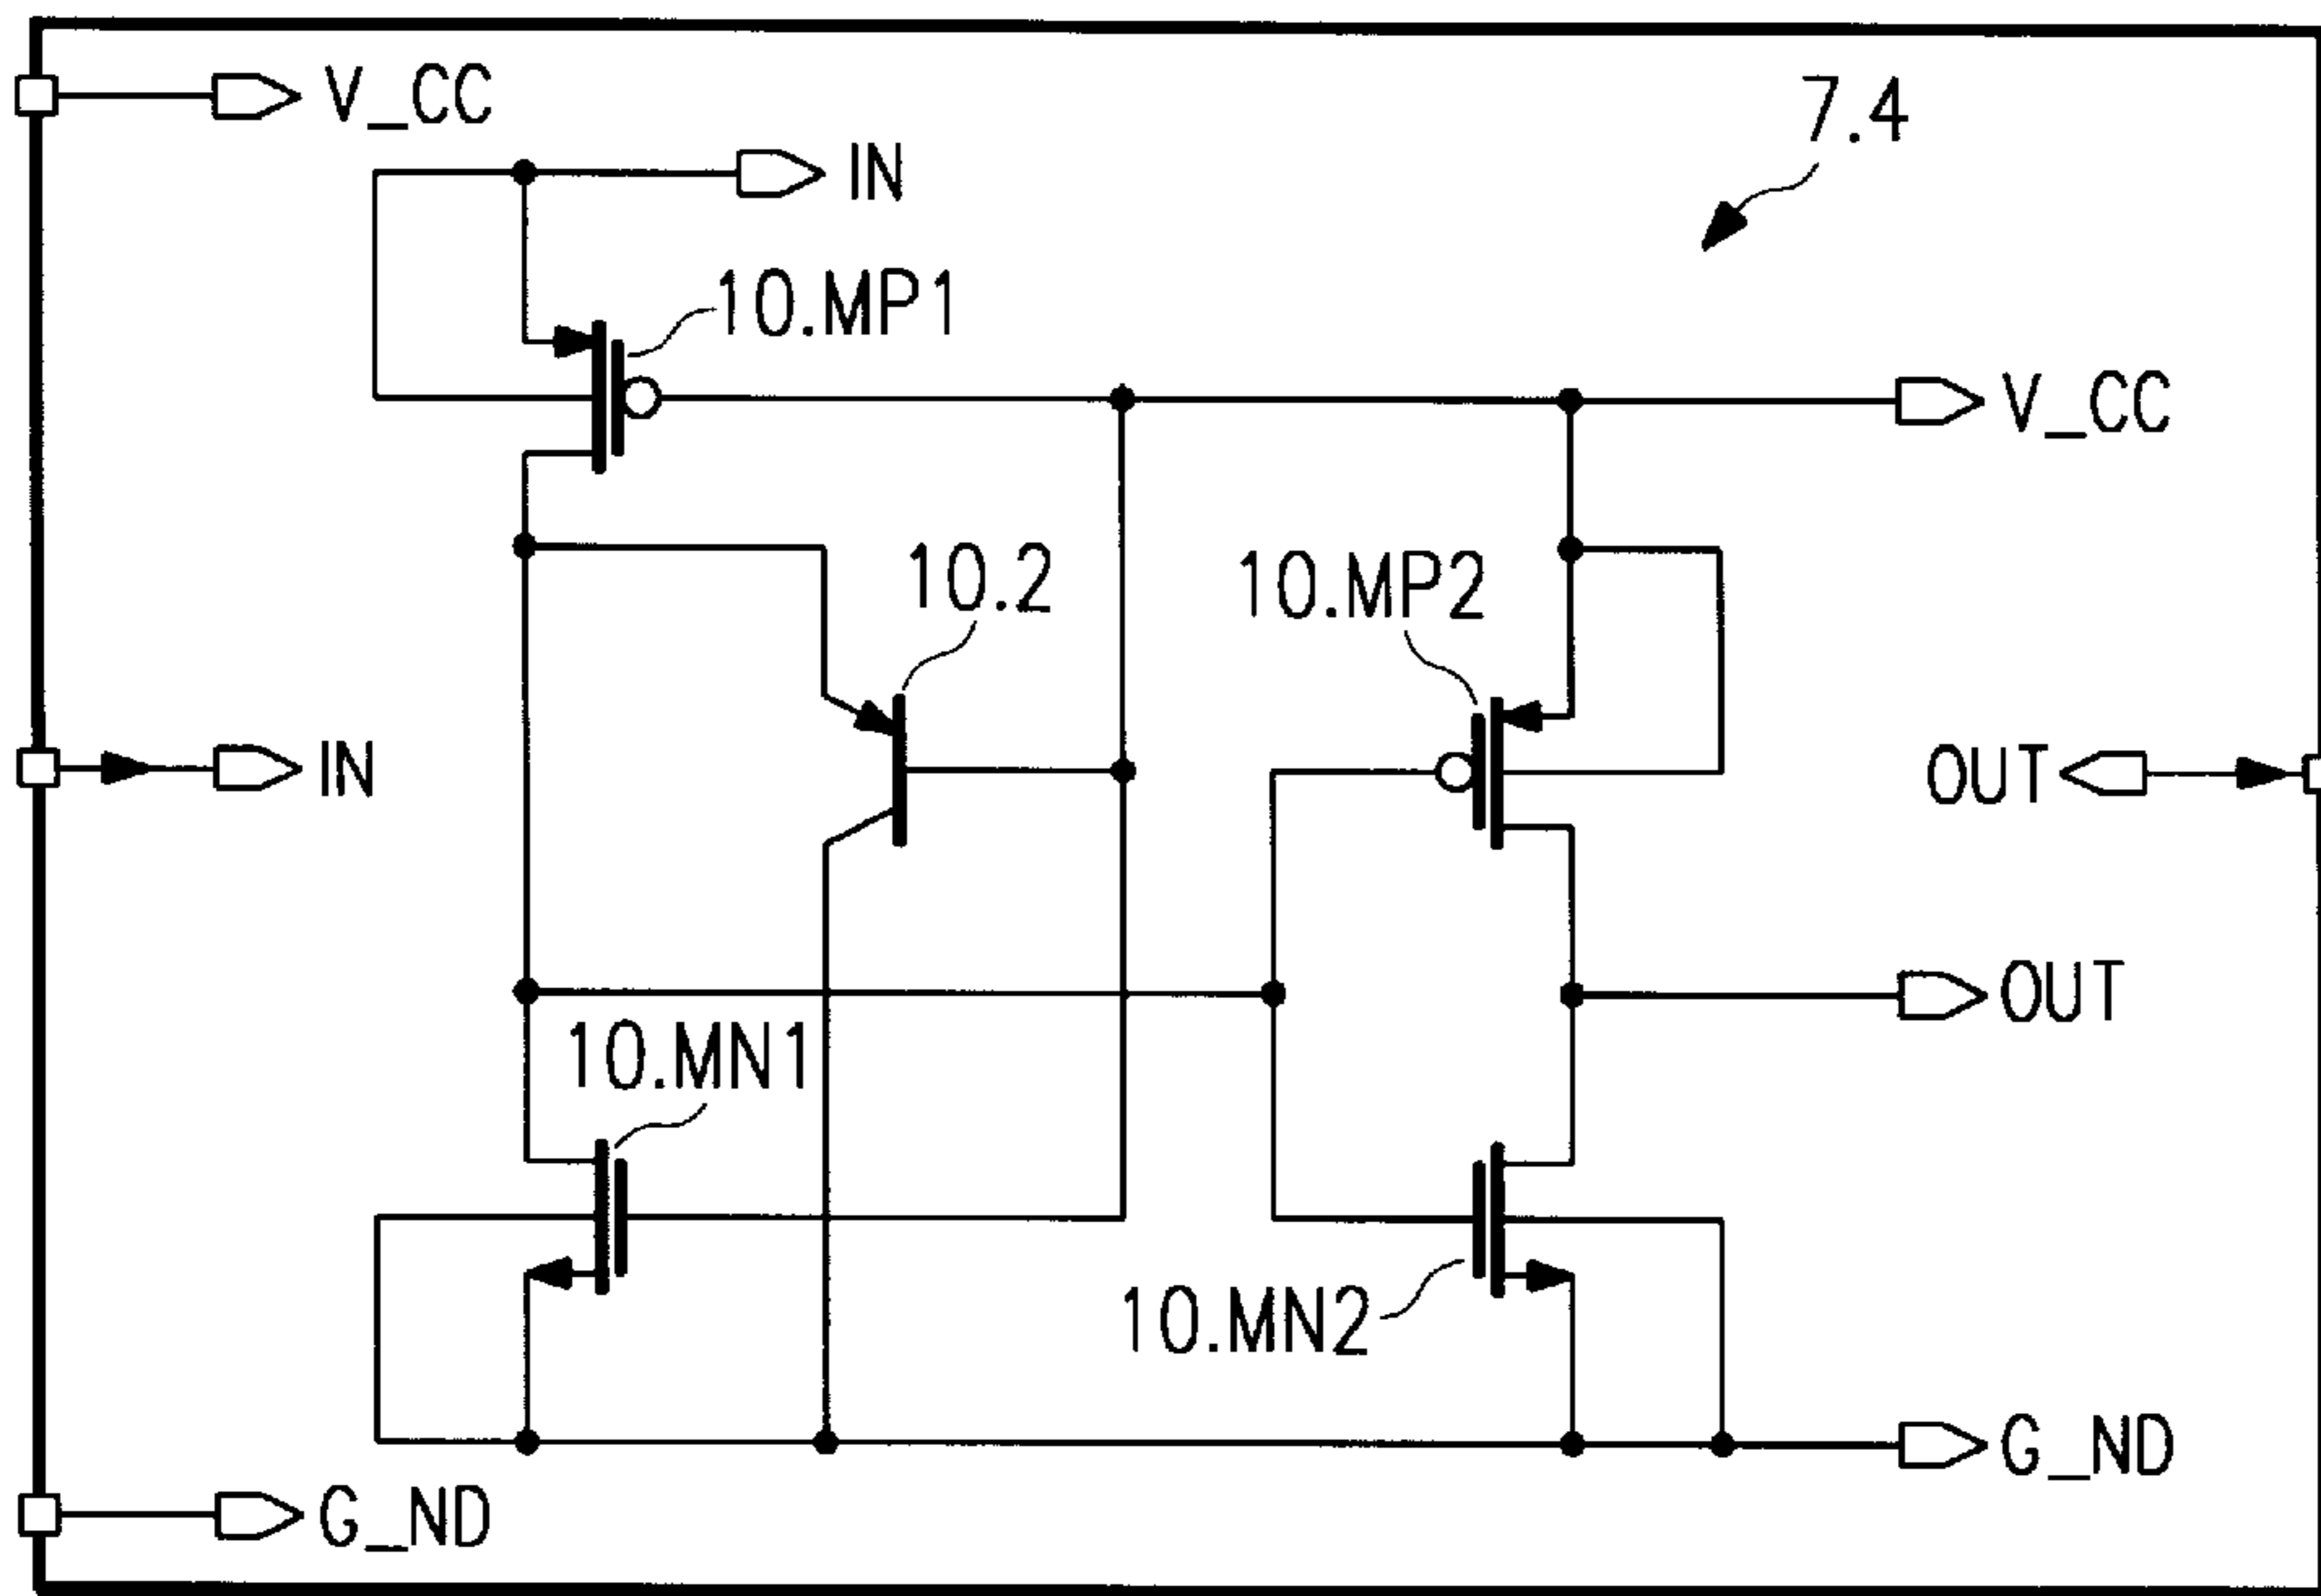 V_CC
7.4
IN
10.MP1
V_CC
10.2
10.MP2
IN
OUT
OUT
10.MN1
10.MN2
G_ND
G_ND